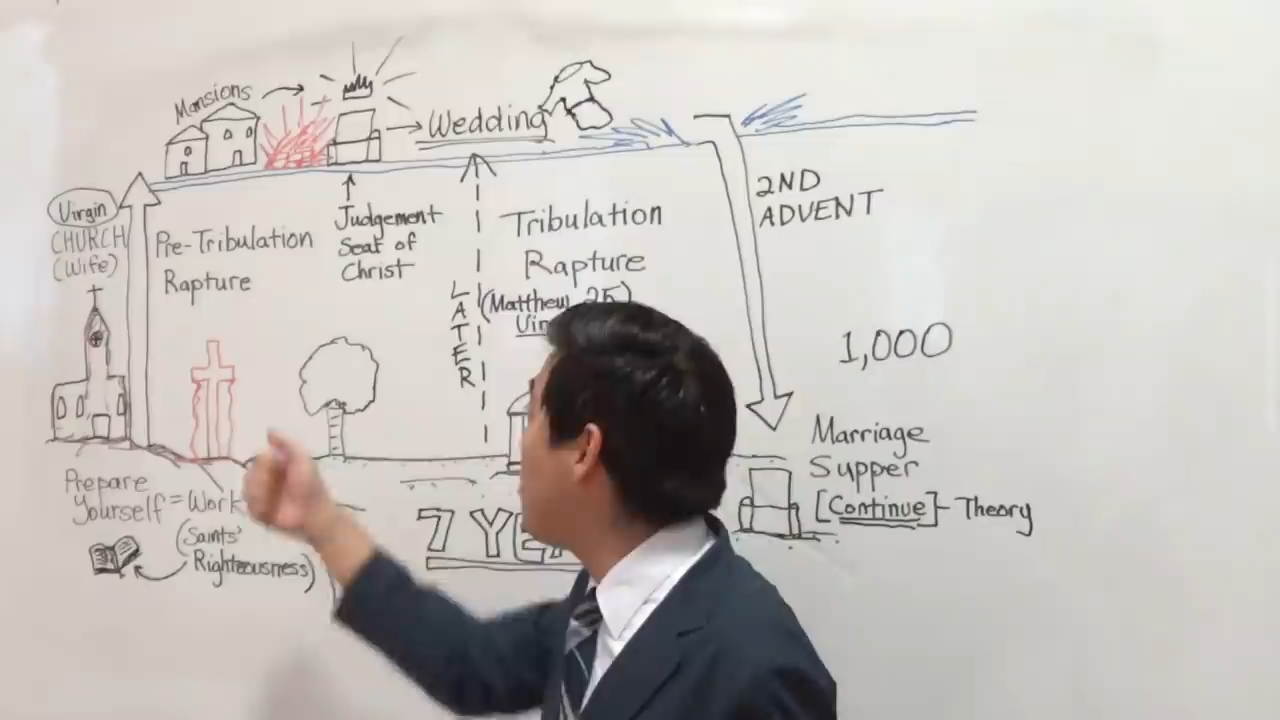 Mansions
Wedding
Virgin
CHURCH
(Wife)
Pre-Tribulation
Rapture
Judgement
Seat of
Christ
LATER
Tribulation
Rapture
(Matthew 25)
2ND
ADVENT
1,000
Marriage
Supper
[Continue] - Theory
Prepare
Yourself = Work
(Saints'
Righteousness)
7